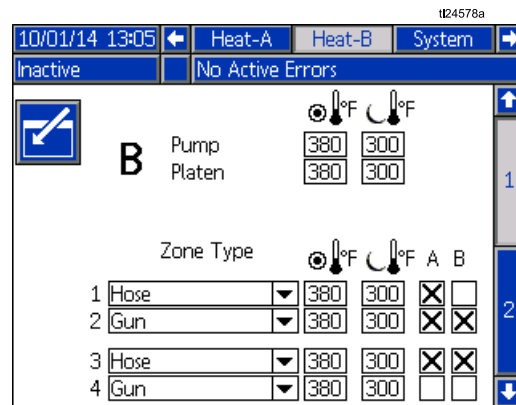 tl24578a
10/01/14 13:05 Heat-A Heat-B System
Inactive No Active Errors
°F °F
B
Pump 380 300
Platen 380 300
1
Zone Type °F °F A B
1 Hose 380 300 X
2 Gun 380 300 X X
2
3 Hose 380 300 X X
4 Gun 380 300